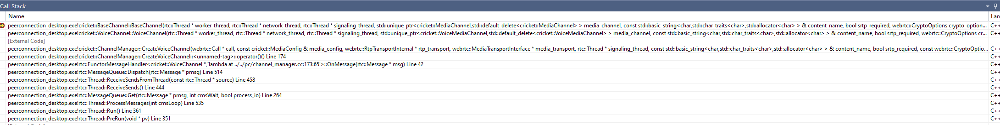 Call Stack
Name Lan
peerconnection_desktop.exe!cricket::BaseChannel::BaseChannel(rtc::Thread * worker_thread, rtc::Thread * network_thread, rtc::Thread * signaling_thread, std::unique_ptr<cricket::MediaChannel,std::default_delete<cricket::MediaChannel> > media_channel, const std::basic_string<char,std::char_traits<char>,std::allocator<char> > & content_name, bool srtp_required, webrtc::CryptoOptions crypto_option... C++
peerconnection_desktop.exe!cricket::VoiceChannel::VoiceChannel(rtc::Thread * worker_thread, rtc::Thread * network_thread, rtc::Thread * signaling_thread, std::unique_ptr<cricket::VoiceMediaChannel,std::default_delete<cricket::VoiceMediaChannel> > media_channel, const std::basic_string<char,std::char_traits<char>,std::allocator<char> > & content_name, bool srtp_required, webrtc::CryptoOptions cr... C++
[External Code]
peerconnection_desktop.exe!cricket::ChannelManager::CreateVoiceChannel(webrtc::Call * call, const cricket::MediaConfig & media_config, webrtc::RtpTransportInternal * rtp_transport, webrtc::MediaTransportInterface * media_transport, rtc::Thread * signaling_thread, const std::basic_string<char,std::char_traits<char>,std::allocator<char> > & content_name, bool srtp_required, const webrtc::CryptoOptio... C++
peerconnection_desktop.exe!cricket::ChannelManager::CreateVoiceChannel::<unnamed-tag>::operator()() Line 174 C++
peerconnection_desktop.exe!rtc::FunctorMessageHandler<cricket::VoiceChannel *,`lambda at ../../pc/channel_manager.cc:173:65'>::OnMessage(rtc::Message * msg) Line 42 C++
peerconnection_desktop.exe!rtc::MessageQueue::Dispatch(rtc::Message * pmsg) Line 514 C++
peerconnection_desktop.exe!rtc::Thread::ReceiveSendsFromThread(const rtc::Thread * source) Line 458 C++
peerconnection_desktop.exe!rtc::Thread::ReceiveSends() Line 444 C++
peerconnection_desktop.exe!rtc::MessageQueue::Get(rtc::Message * pmsg, int cmsWait, bool process_io) Line 264 C++
peerconnection_desktop.exe!rtc::Thread::ProcessMessages(int cmsLoop) Line 535 C++
peerconnection_desktop.exe!rtc::Thread::Run() Line 361 C++
peerconnection_desktop.exe!rtc::Thread::PreRun(void * pv) Line 351 C++
[External Code]